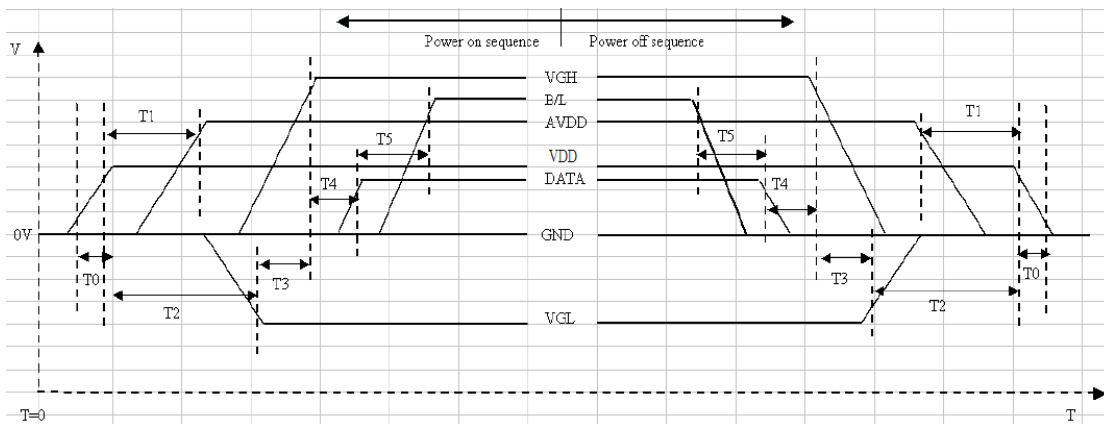 Power on sequence
Power off sequence
V
VGH
B/L
AVDD
T1
T1
T5
T5
VDD
DATA
T4
T4
0V
GND
T0
T3
T3
T0
T2
T2
VGL
T=0
T